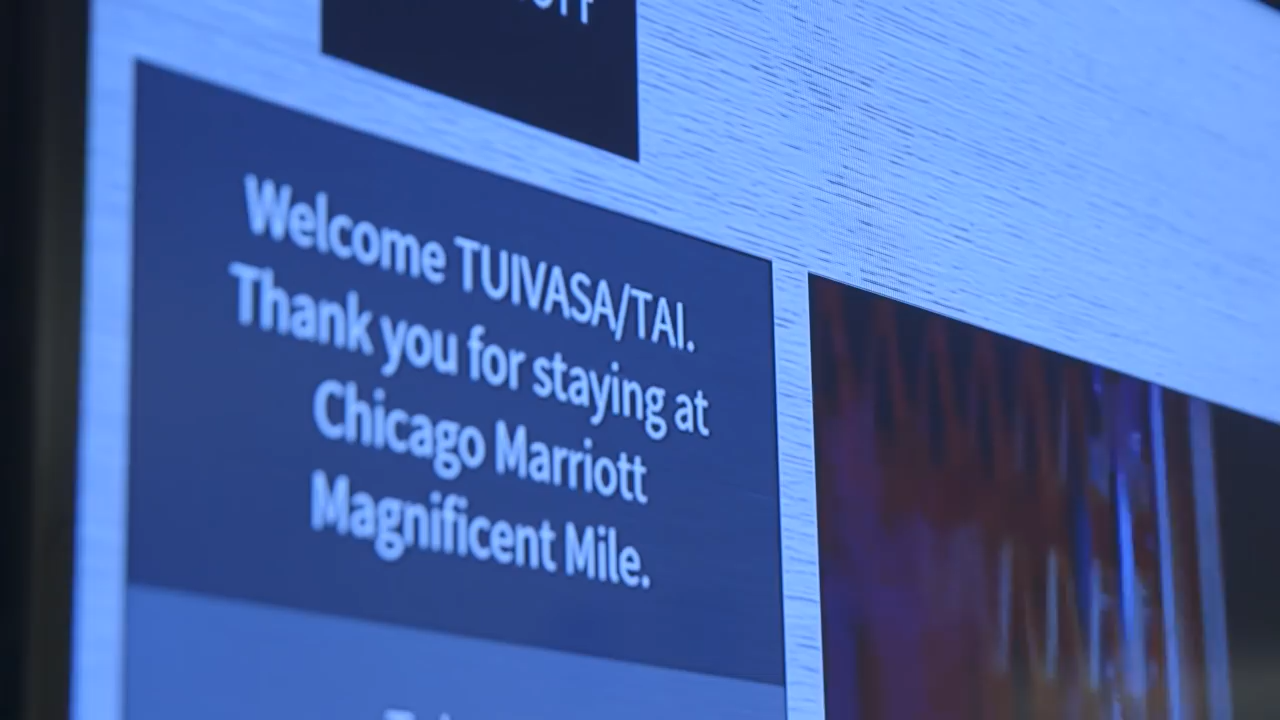 Welcome TUIVASA/TAI.
Thank you for staying at
Chicago Marriott
Magnificent Mile.